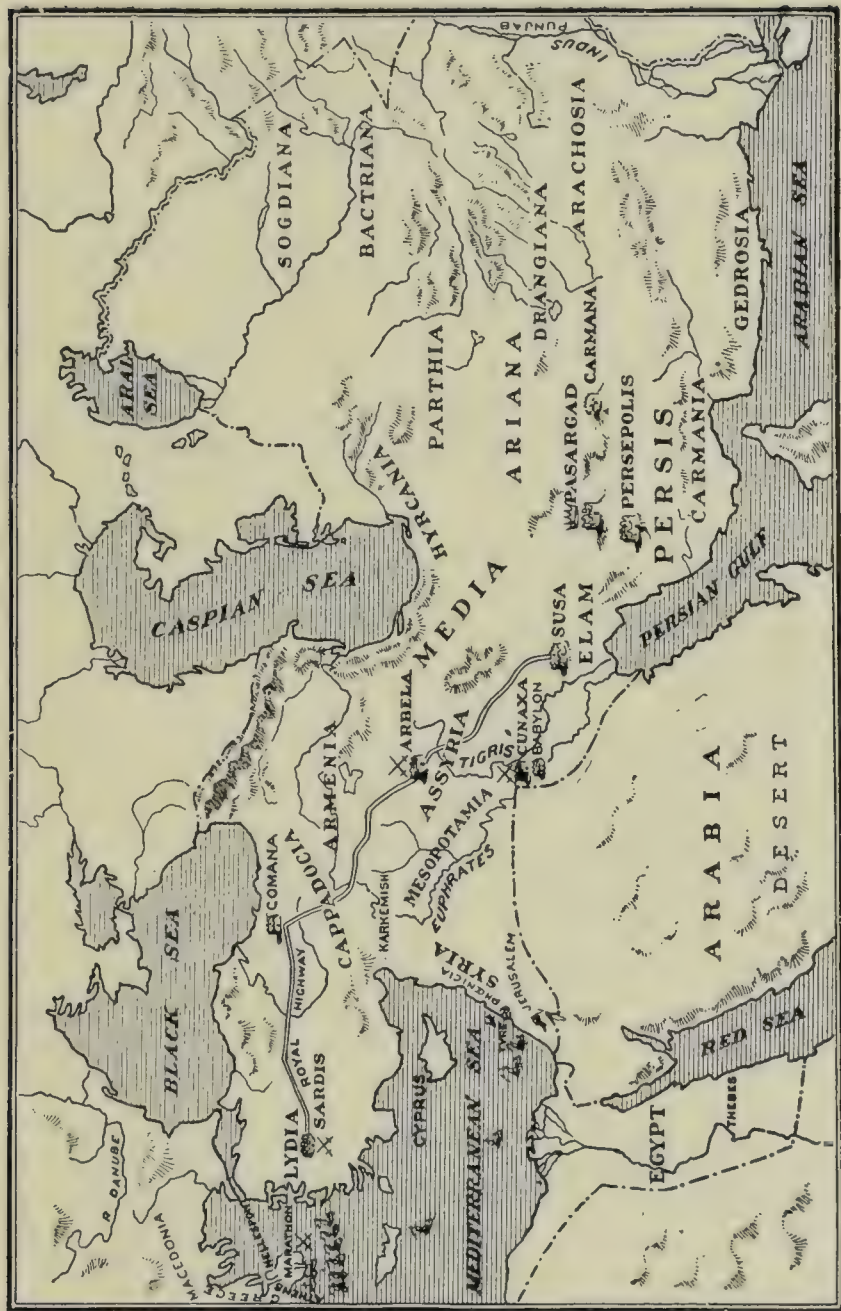 MACEDONIA
GREECE
R DANUBE
HELLESPONT
MARATHON
ATHENS
BLACK SEA
CASPIAN SEA
ARAL SEA
SOGDIANA
BACTRIANA
PUNJAB
INDUS
LYDIA
SARDIS
ROYAL HIGHWAY
COMANA
CAPPADOCIA
ARMENIA
KARKEMISH
ARBELA
ASSYRIA
MEDIA
HYRCANIA
PARTHIA
ARIANA
DRANGIANA
ARACHOSIA
CYPRUS
MEDITERRANEAN SEA
SYRIA
PHŒNICIA
TYRE
JERUSALEM
MESOPOTAMIA
EUPHRATES
TIGRIS
CUNAXA
BABYLON
SUSA
ELAM
PASARGAD
CARMANA
PERSEPOLIS
PERSIS
CARMANIA
GEDROSIA
PERSIAN GULF
ARABIAN SEA
EGYPT
THEBES
RED SEA
ARABIA
DESERT